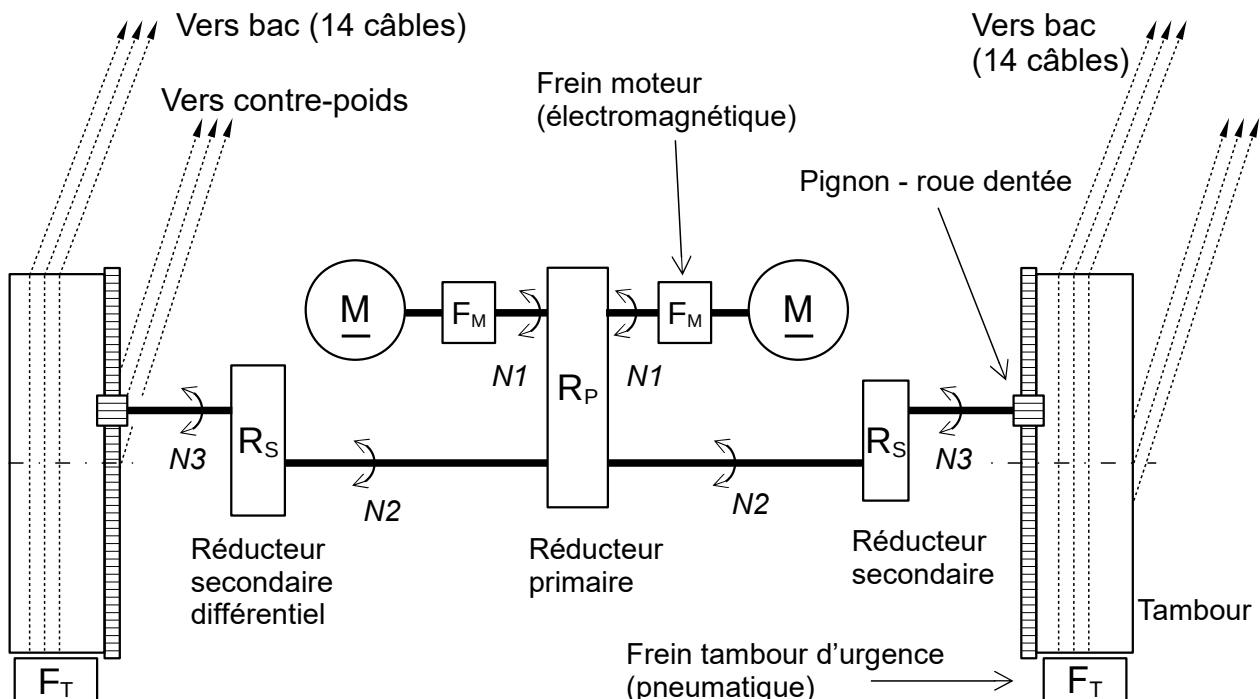 Vers bac (14 câbles)
Vers bac
(14 câbles)
Vers contre-poids
Frein moteur
(électromagnétique)
Pignon - roue dentée
M
FM
FM
M
N1
N1
RP
RS
RS
N3
N3
N2
N2
Réducteur
secondaire
différentiel
Réducteur
primaire
Réducteur
secondaire
Tambour
Frein tambour d’urgence
(pneumatique)
FT
FT